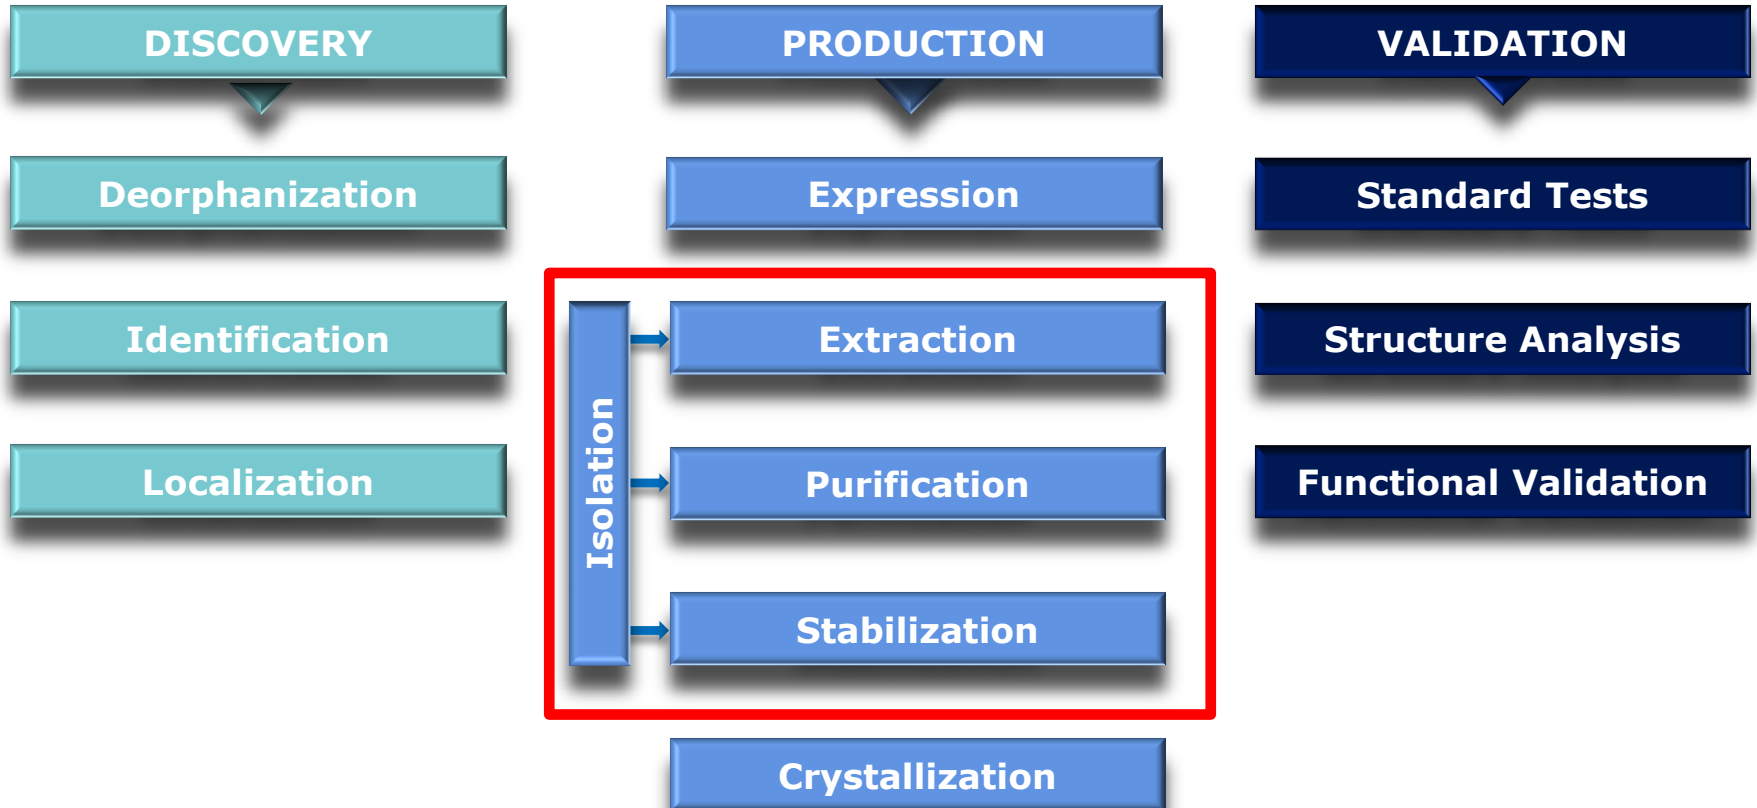 DISCOVERY
Deorphanization
Identification
Localization
PRODUCTION
Expression
Isolation
Extraction
Purification
Stabilization
Crystallization
VALIDATION
Standard Tests
Structure Analysis
Functional Validation